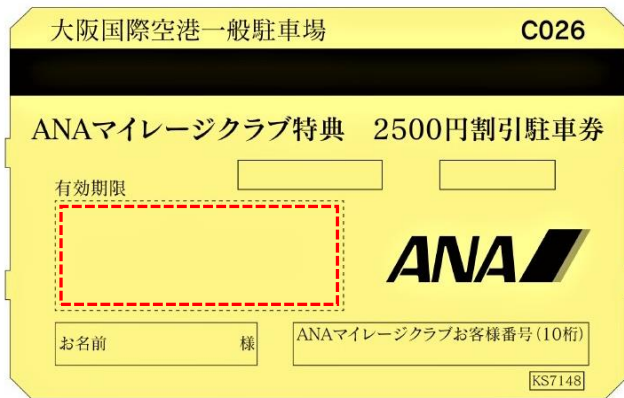 大阪国際空港一般駐車場 C026
ANAマイレージクラブ特典 2500円割引駐車券
有効期限
ANA
お名前 様
ANAマイレージクラブお客様番号(10桁)
KS7148